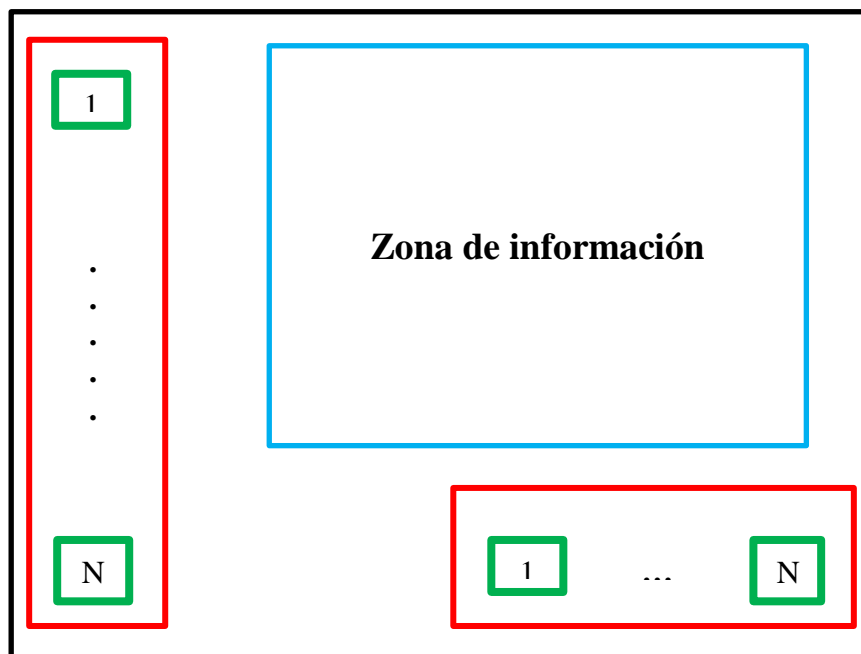 1
.
.
.
.
.
N
Zona de información
1 ... N